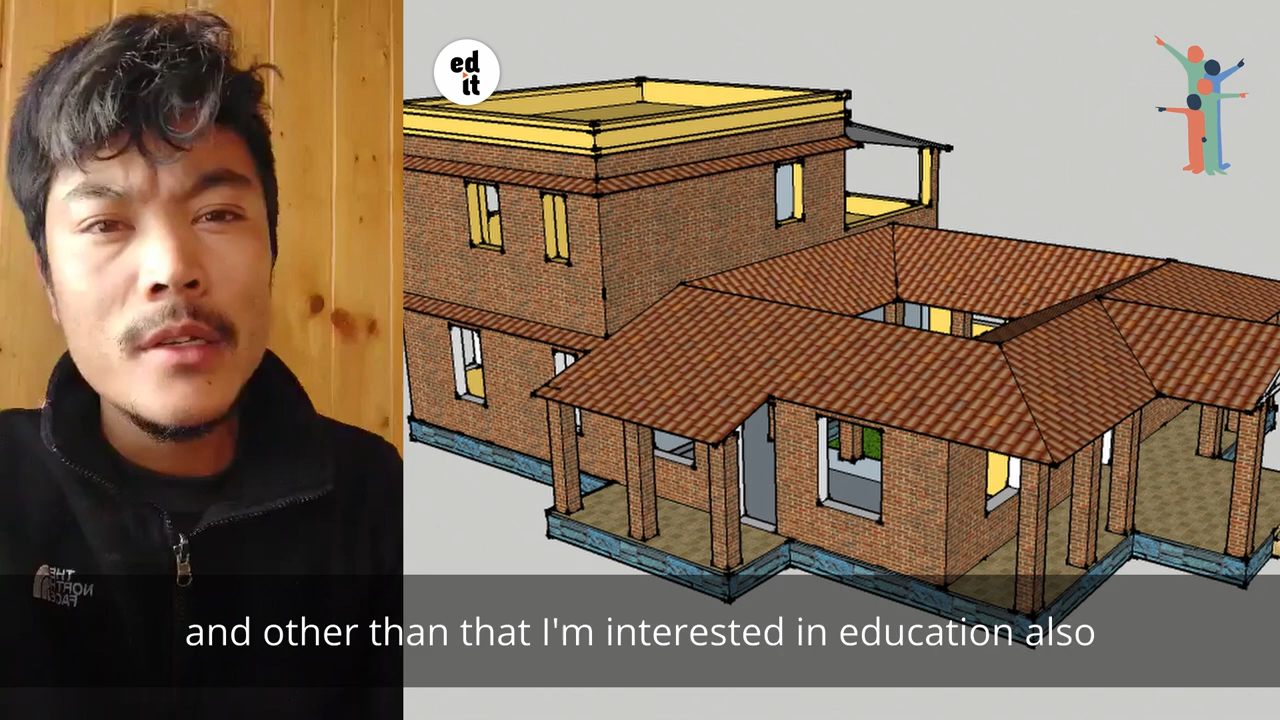 ed
it
THE
NORTH
FACE
and other than that I'm interested in education also